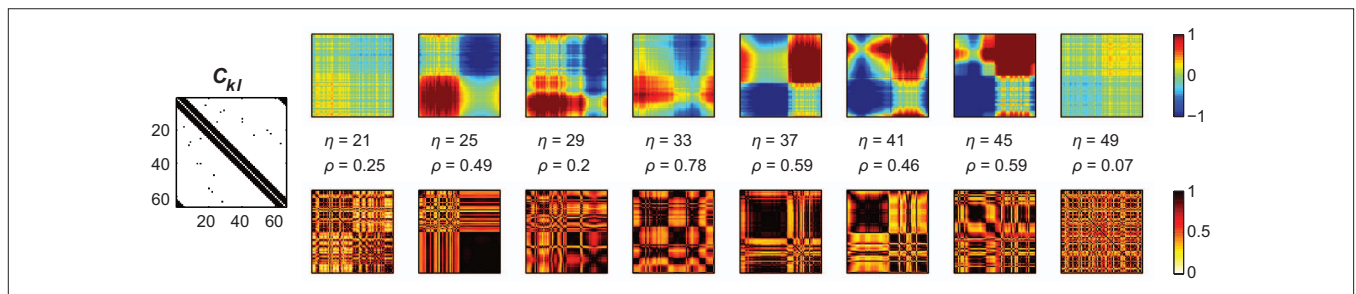 C_kl
20
40
60
20 40 60
η = 21 η = 25 η = 29 η = 33 η = 37 η = 41 η = 45 η = 49
ρ = 0.25 ρ = 0.49 ρ = 0.2 ρ = 0.78 ρ = 0.59 ρ = 0.46 ρ = 0.59 ρ = 0.07
1
0
−1
1
0.5
0